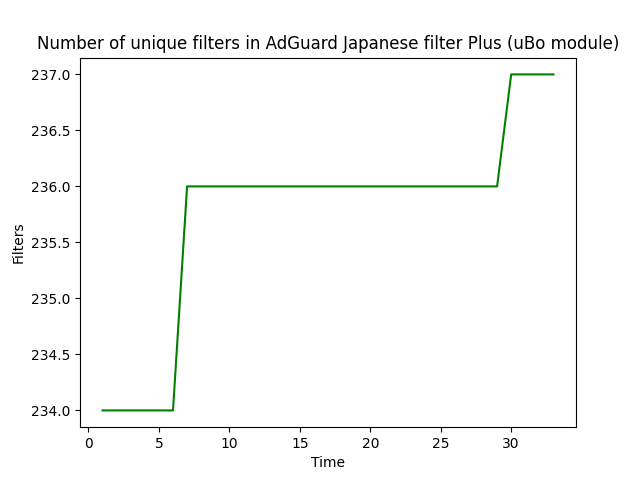 Number of unique filters in AdGuard Japanese filter Plus (uBo module)
237.0
236.5
236.0
235.5
235.0
234.5
234.0
Filters
0 5 10 15 20 25 30
Time